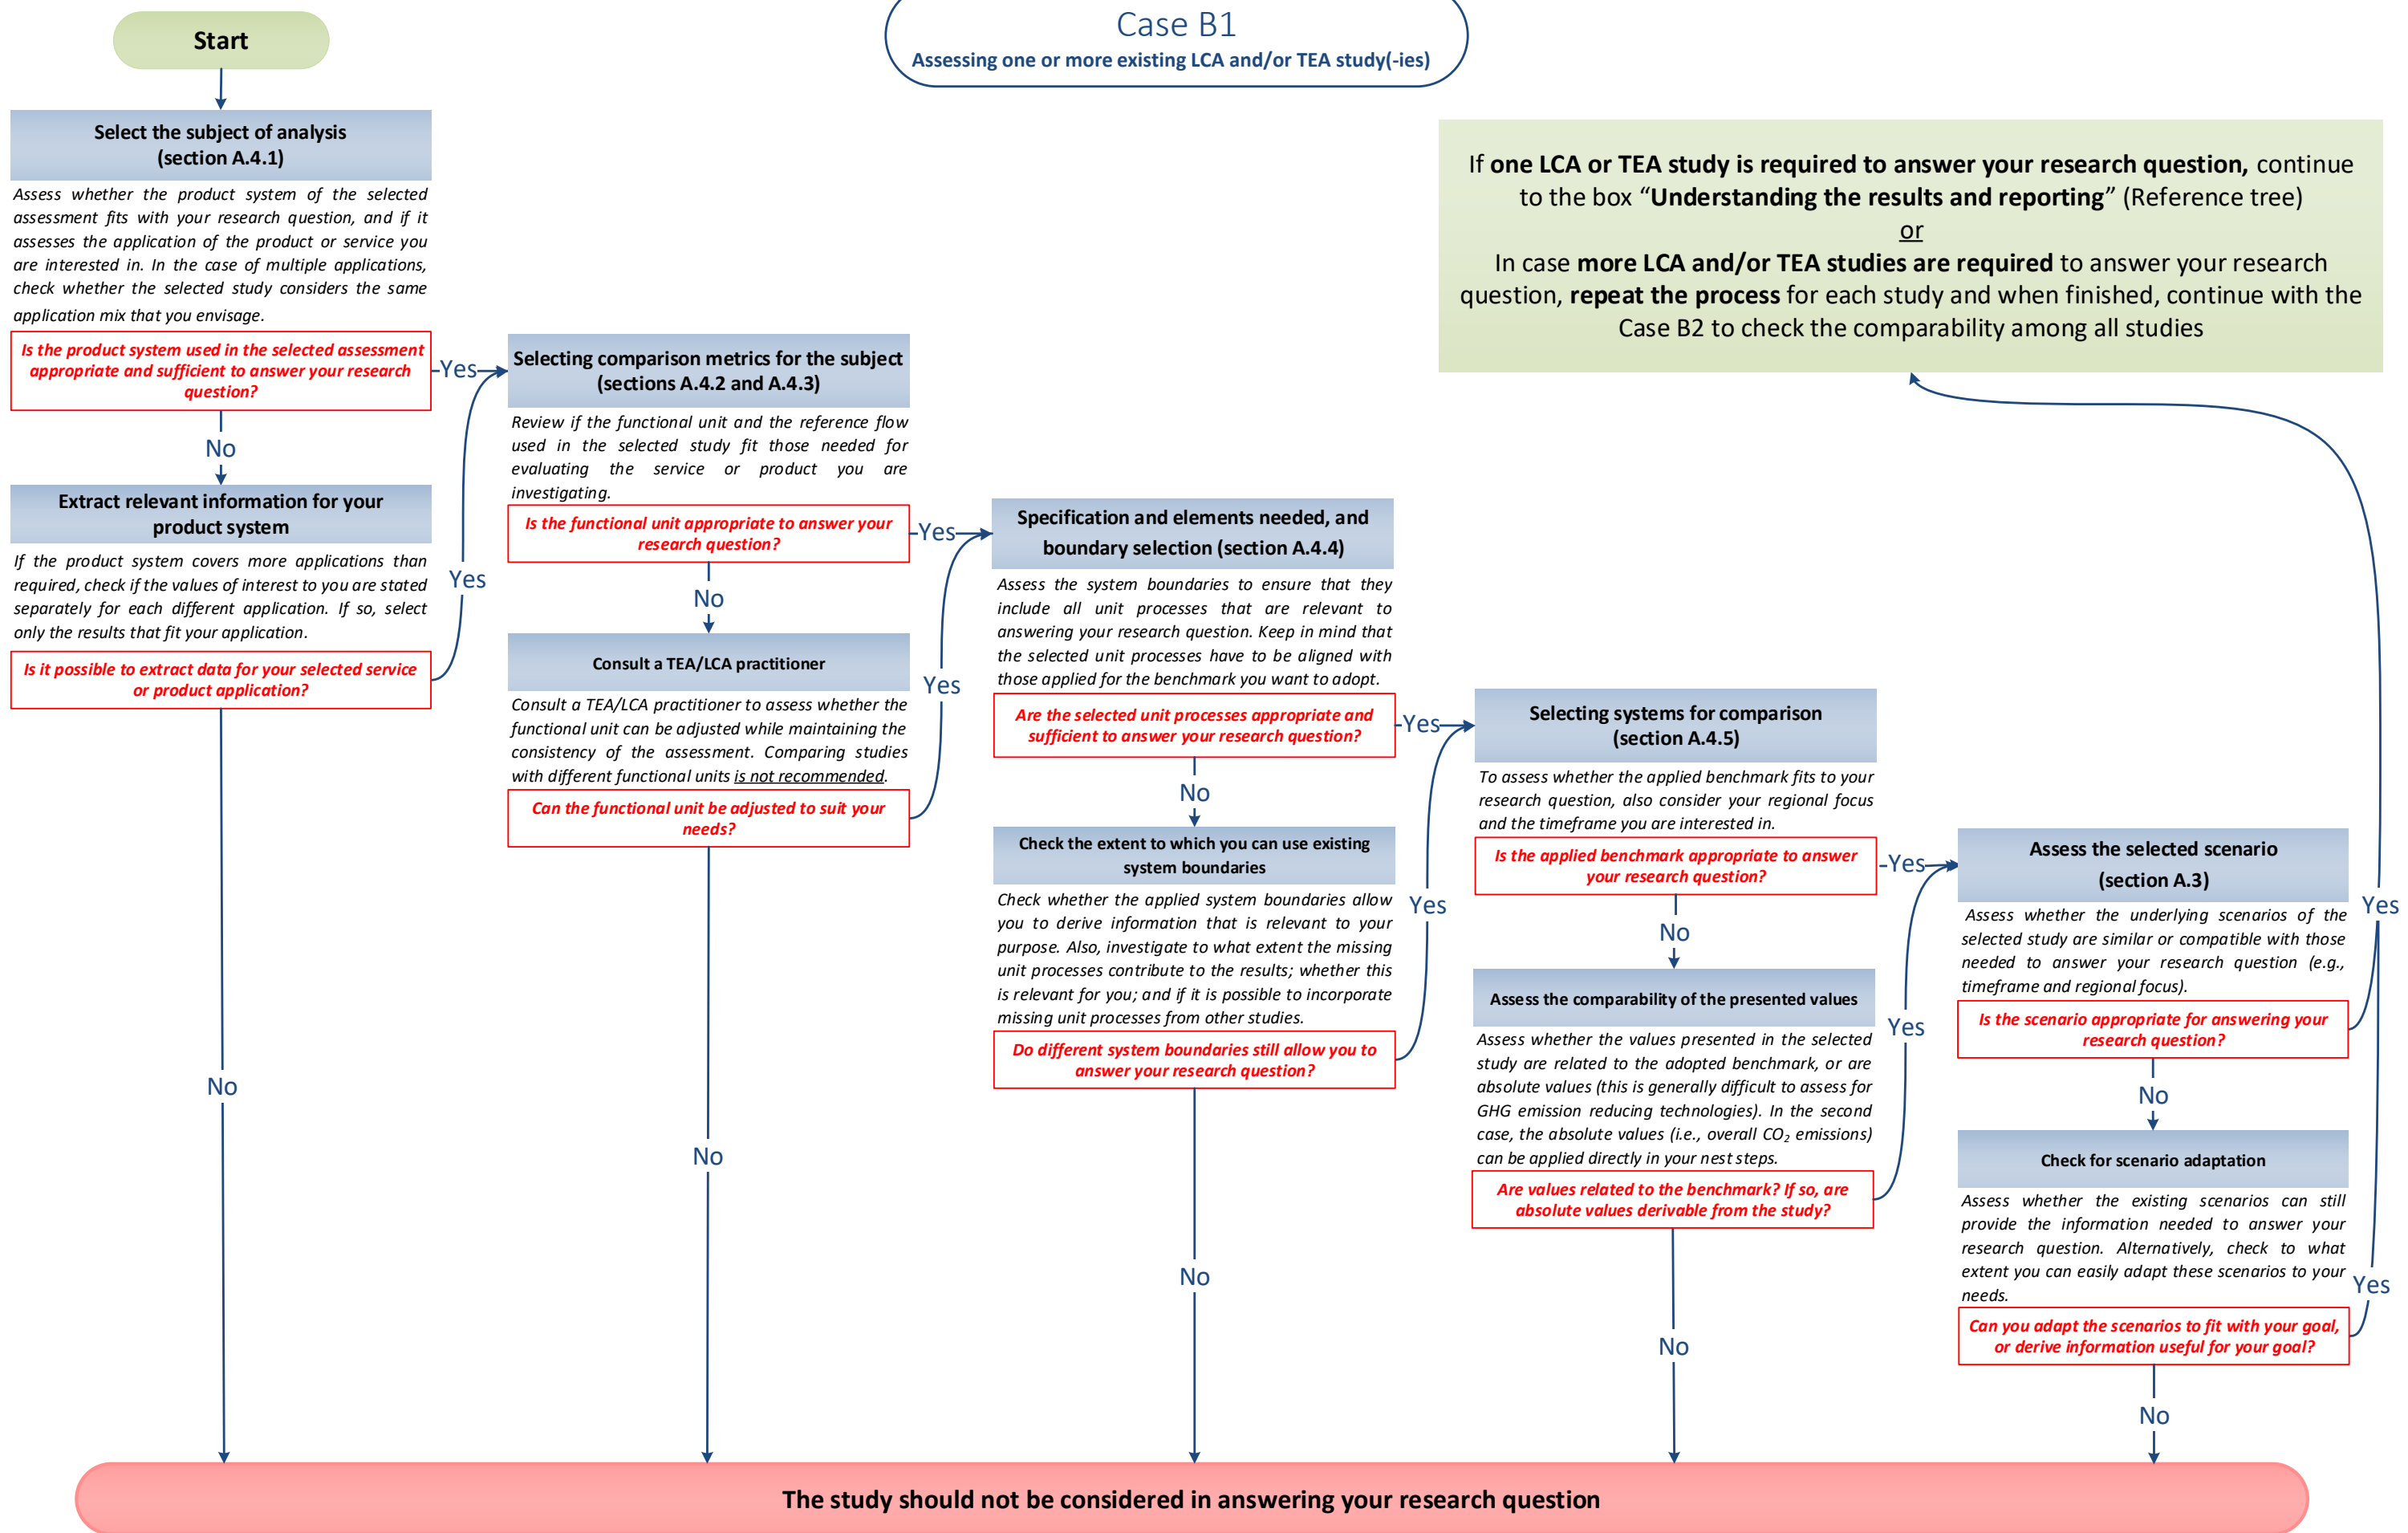 Case B1
Assessing one or more existing LCA and/or TEA study(-ies)
Start
Select the subject of analysis
(section A.4.1)
Assess whether the product system of the selected
assessment fits with your research question, and if it
assesses the application of the product or service you
are interested in. In the case of multiple applications,
check whether the selected study considers the same
application mix that you envisage.
Is the product system used in the selected assessment
appropriate and sufficient to answer your research
question?
Yes
No
Extract relevant information for your
product system
If the product system covers more applications than
required, check if the values of interest to you are stated
separately for each different application. If so, select
only the results that fit your application.
Is it possible to extract data for your selected service
or product application?
Yes
No
Selecting comparison metrics for the subject
(sections A.4.2 and A.4.3)
Review if the functional unit and the reference flow
used in the selected study fit those needed for
evaluating the service or product you are
investigating.
Is the functional unit appropriate to answer your
research question?
Yes
No
Consult a TEA/LCA practitioner
Consult a TEA/LCA practitioner to assess whether the
functional unit can be adjusted while maintaining the
consistency of the assessment. Comparing studies
with different functional units is not recommended.
Can the functional unit be adjusted to suit your
needs?
Yes
No
Specification and elements needed, and
boundary selection (section A.4.4)
Assess the system boundaries to ensure that they
include all unit processes that are relevant to
answering your research question. Keep in mind that
the selected unit processes have to be aligned with
those applied for the benchmark you want to adopt.
Are the selected unit processes appropriate and
sufficient to answer your research question?
Yes
No
Check the extent to which you can use existing
system boundaries
Check whether the applied system boundaries allow
you to derive information that is relevant to your
purpose. Also, investigate to what extent the missing
unit processes contribute to the results; whether this
is relevant for you; and if it is possible to incorporate
missing unit processes from other studies.
Do different system boundaries still allow you to
answer your research question?
Yes
No
Selecting systems for comparison
(section A.4.5)
To assess whether the applied benchmark fits to your
research question, also consider your regional focus
and the timeframe you are interested in.
Is the applied benchmark appropriate to answer
your research question?
Yes
No
Assess the comparability of the presented values
Assess whether the values presented in the selected
study are related to the adopted benchmark, or are
absolute values (this is generally difficult to assess for
GHG emission reducing technologies). In the second
case, the absolute values (i.e., overall CO₂ emissions)
can be applied directly in your nest steps.
Are values related to the benchmark? If so, are
absolute values derivable from the study?
Yes
No
Assess the selected scenario
(section A.3)
Assess whether the underlying scenarios of the
selected study are similar or compatible with those
needed to answer your research question (e.g.,
timeframe and regional focus).
Is the scenario appropriate for answering your
research question?
Yes
No
Check for scenario adaptation
Assess whether the existing scenarios can still
provide the information needed to answer your
research question. Alternatively, check to what
extent you can easily adapt these scenarios to your
needs.
Can you adapt the scenarios to fit with your goal,
or derive information useful for your goal?
Yes
No
If one LCA or TEA study is required to answer your research question, continue
to the box “Understanding the results and reporting” (Reference tree)
or
In case more LCA and/or TEA studies are required to answer your research
question, repeat the process for each study and when finished, continue with the
Case B2 to check the comparability among all studies
The study should not be considered in answering your research question